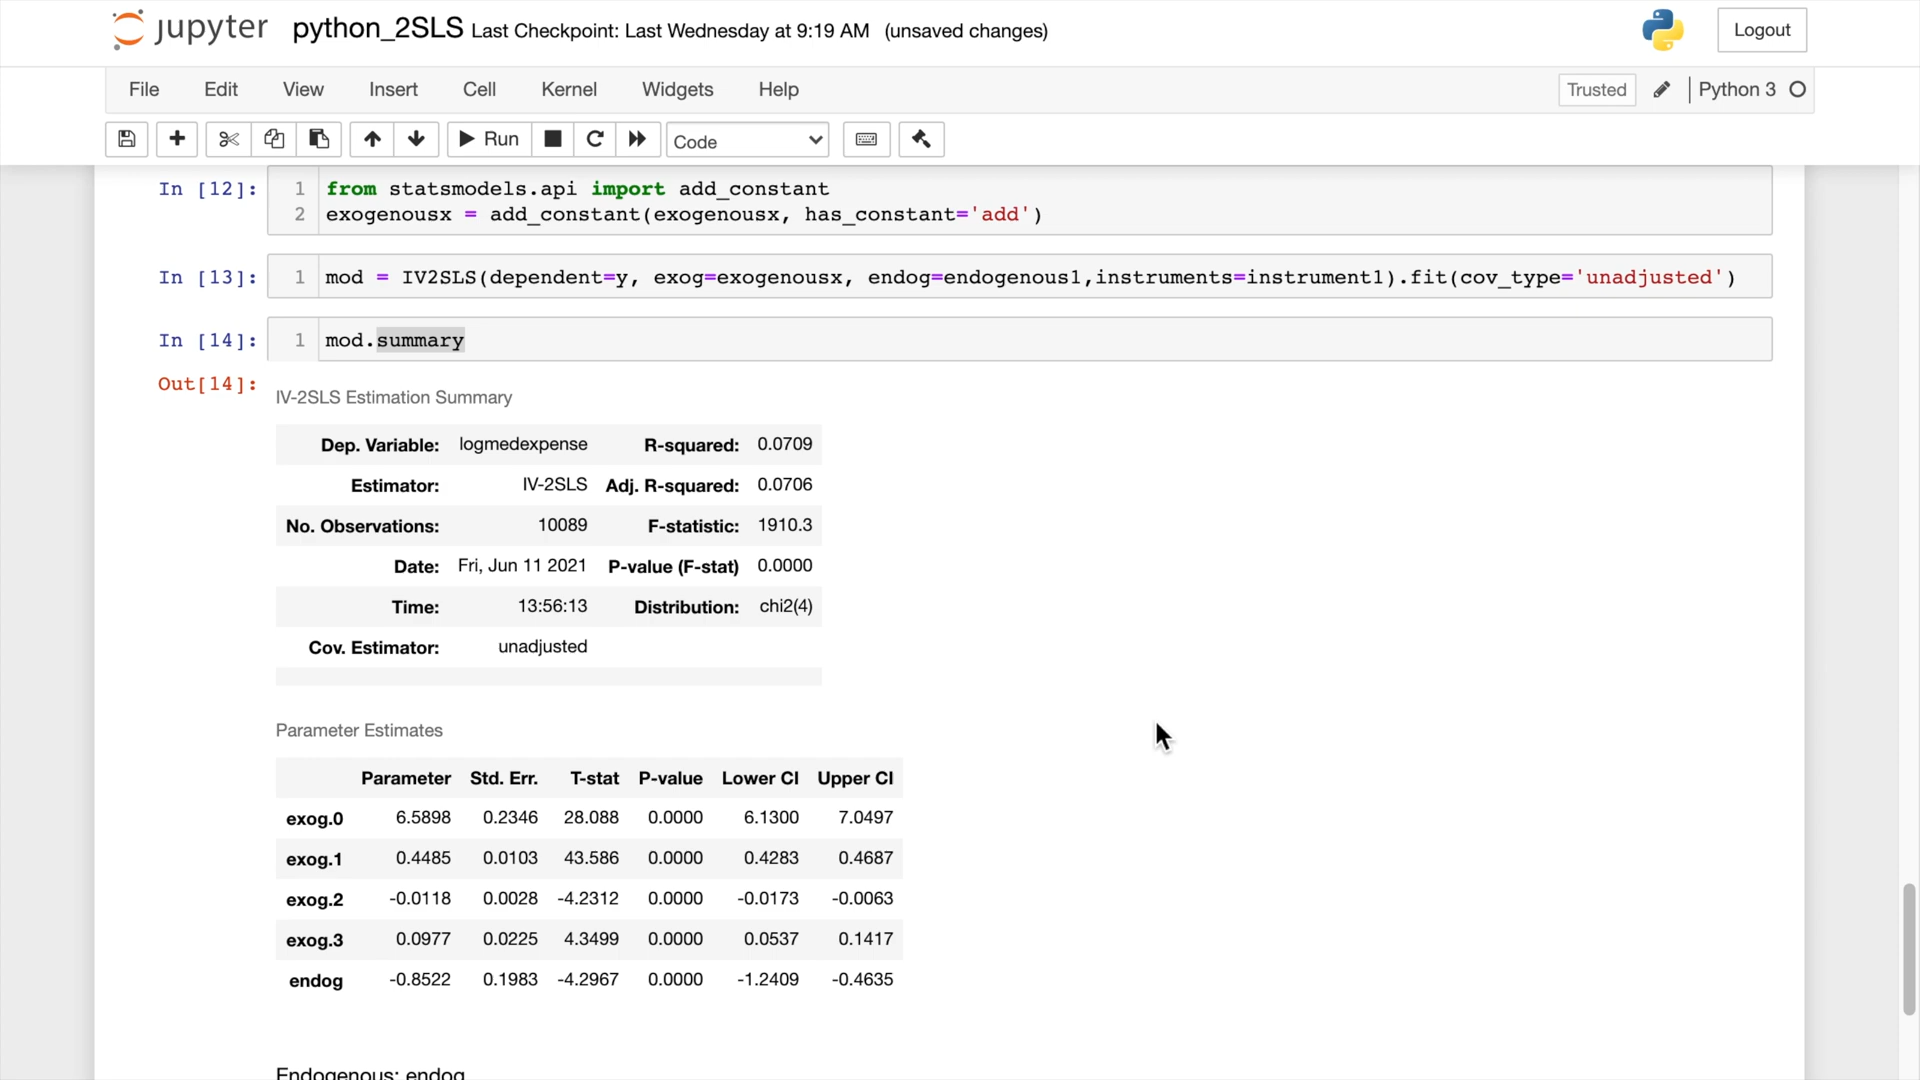 jupyter python_2SLS Last Checkpoint: Last Wednesday at 9:19 AM (unsaved changes) Logout
File Edit View Insert Cell Kernel Widgets Help Trusted Python 3
Run Code
In [12]: 1 from statsmodels.api import add_constant
2 exogenousx = add_constant(exogenousx, has_constant='add')
In [13]: 1 mod = IV2SLS(dependent=y, exog=exogenousx, endog=endogenous1,instruments=instrument1).fit(cov_type='unadjusted')
In [14]: 1 mod.summary
Out[14]:
IV-2SLS Estimation Summary
Dep. Variable: logmedexpense R-squared: 0.0709
Estimator: IV-2SLS Adj. R-squared: 0.0706
No. Observations: 10089 F-statistic: 1910.3
Date: Fri, Jun 11 2021 P-value (F-stat) 0.0000
Time: 13:56:13 Distribution: chi2(4)
Cov. Estimator: unadjusted
Parameter Estimates
Parameter Std. Err. T-stat P-value Lower CI Upper CI
exog.0 6.5898 0.2346 28.088 0.0000 6.1300 7.0497
exog.1 0.4485 0.0103 43.586 0.0000 0.4283 0.4687
exog.2 -0.0118 0.0028 -4.2312 0.0000 -0.0173 -0.0063
exog.3 0.0977 0.0225 4.3499 0.0000 0.0537 0.1417
endog -0.8522 0.1983 -4.2967 0.0000 -1.2409 -0.4635
Endogenous: endog